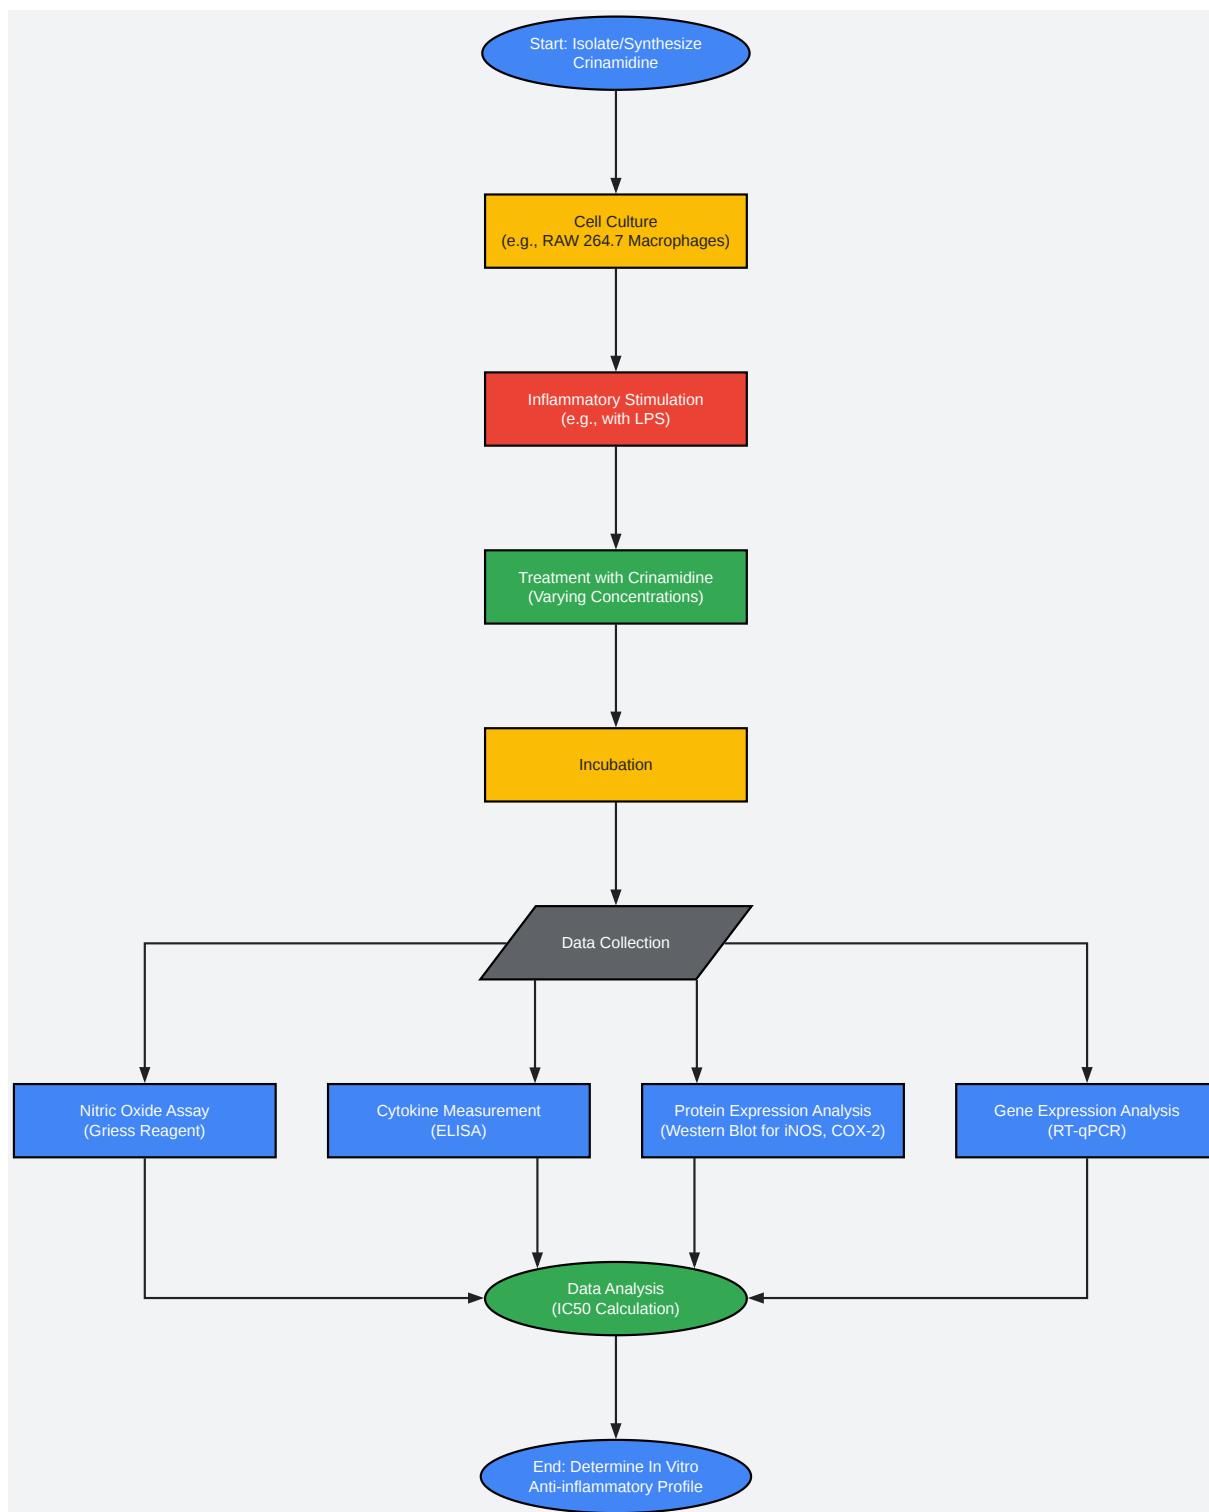 Start: Isolate/Synthesize
Crinamidine
Cell Culture
(e.g., RAW 264.7 Macrophages)
Inflammatory Stimulation
(e.g., with LPS)
Treatment with Crinamidine
(Varying Concentrations)
Incubation
Data Collection
Nitric Oxide Assay
(Griess Reagent)
Cytokine Measurement
(ELISA)
Protein Expression Analysis
(Western Blot for iNOS, COX-2)
Gene Expression Analysis
(RT-qPCR)
Data Analysis
(IC50 Calculation)
End: Determine In Vitro
Anti-inflammatory Profile